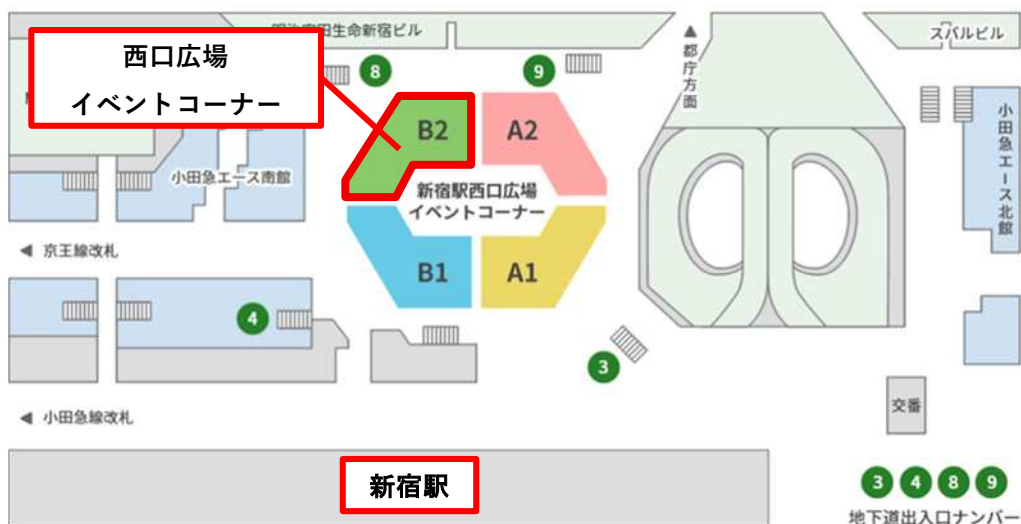 明治安田生命新宿ビル
スバルビル
西口広場
イベントコーナー
8
9
▲都庁方面
B2
A2
小田急エース南館
小田急エース北館
新宿駅西口広場
イベントコーナー
◀ 京王線改札
B1
A1
4
3
交番
◀ 小田急線改札
新宿駅
3 4 8 9
地下道出入口ナンバー